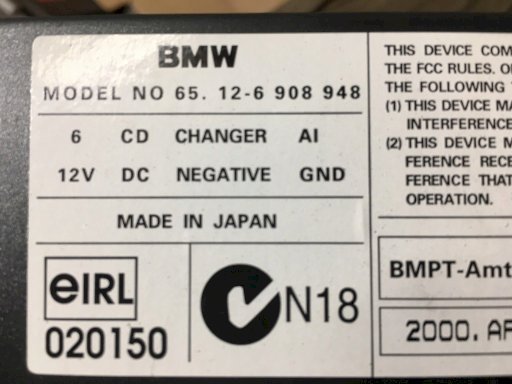 BMW
MODEL NO 65. 12-6 908 948
6 CD CHANGER AI
12V DC NEGATIVE GND
MADE IN JAPAN
eIRL
020150
N18
THIS DEVICE COM
THE FCC RULES. O
THE FOLLOWING
(1) THIS DEVICE MA
INTERFERENCE
(2) THIS DEVICE M
FERENCE RECE
FERENCE THAT
OPERATION.
BMPT-Amt
2000. AP